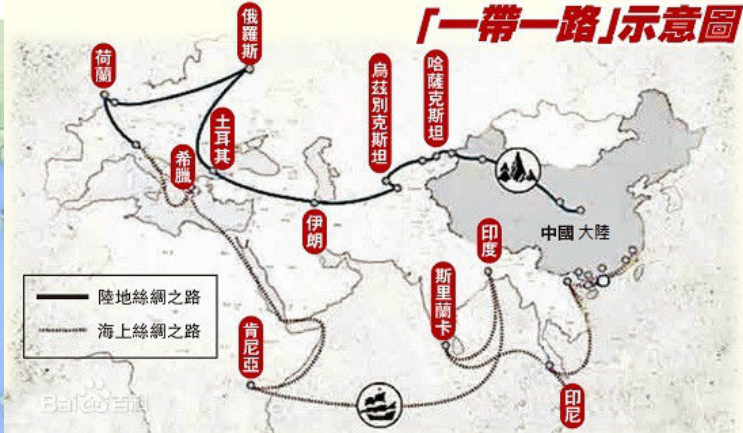 「一帶一路」示意圖
俄羅斯
荷蘭
烏茲別克斯坦
哈薩克斯坦
土耳其
希臘
伊朗
印度
中國 大陸
斯里蘭卡
陸地絲綢之路
海上絲綢之路
肯尼亞
印尼
Bai 百科